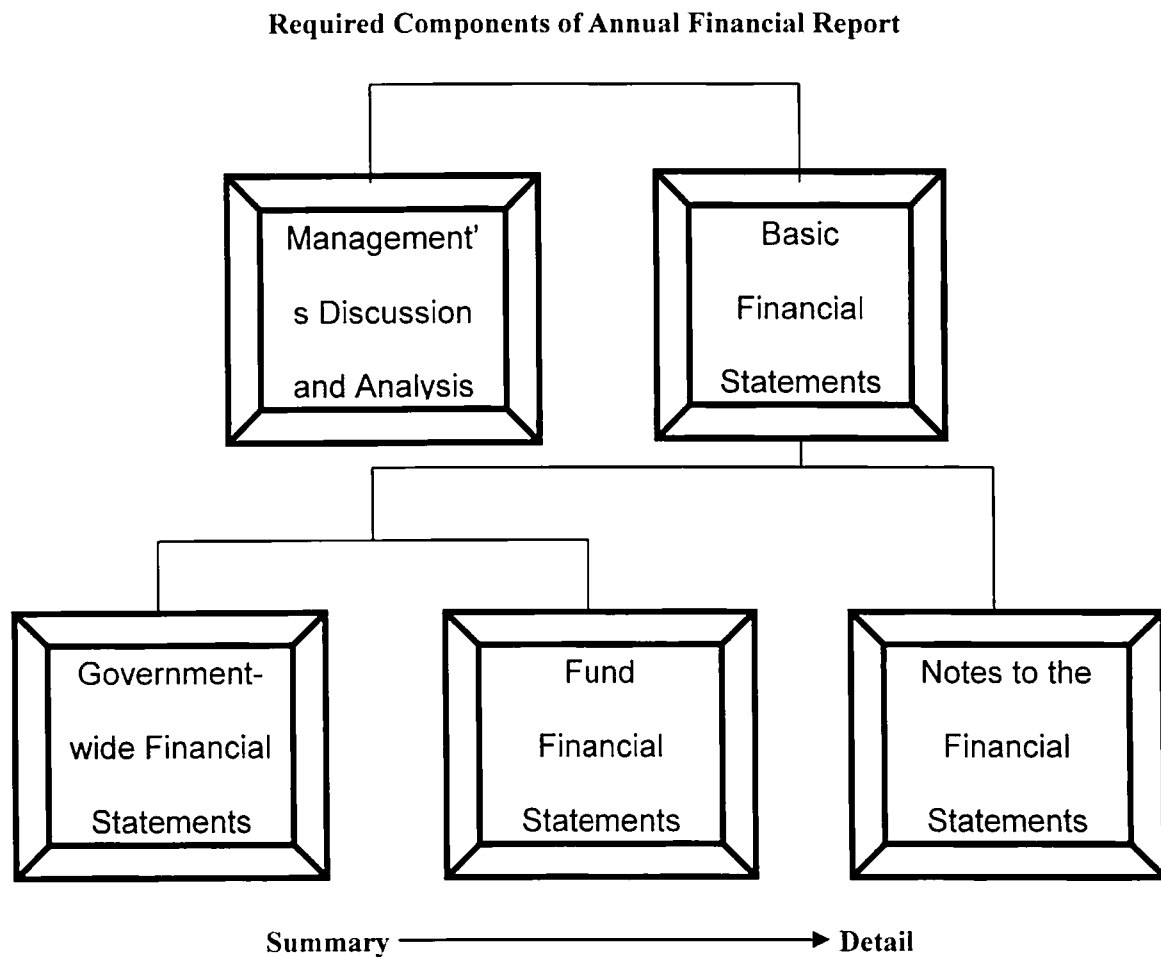 Required Components of Annual Financial Report
Management'
s Discussion
and Analysis
Basic
Financial
Statements
Government-
wide Financial
Statements
Fund
Financial
Statements
Notes to the
Financial
Statements
Summary
Detail